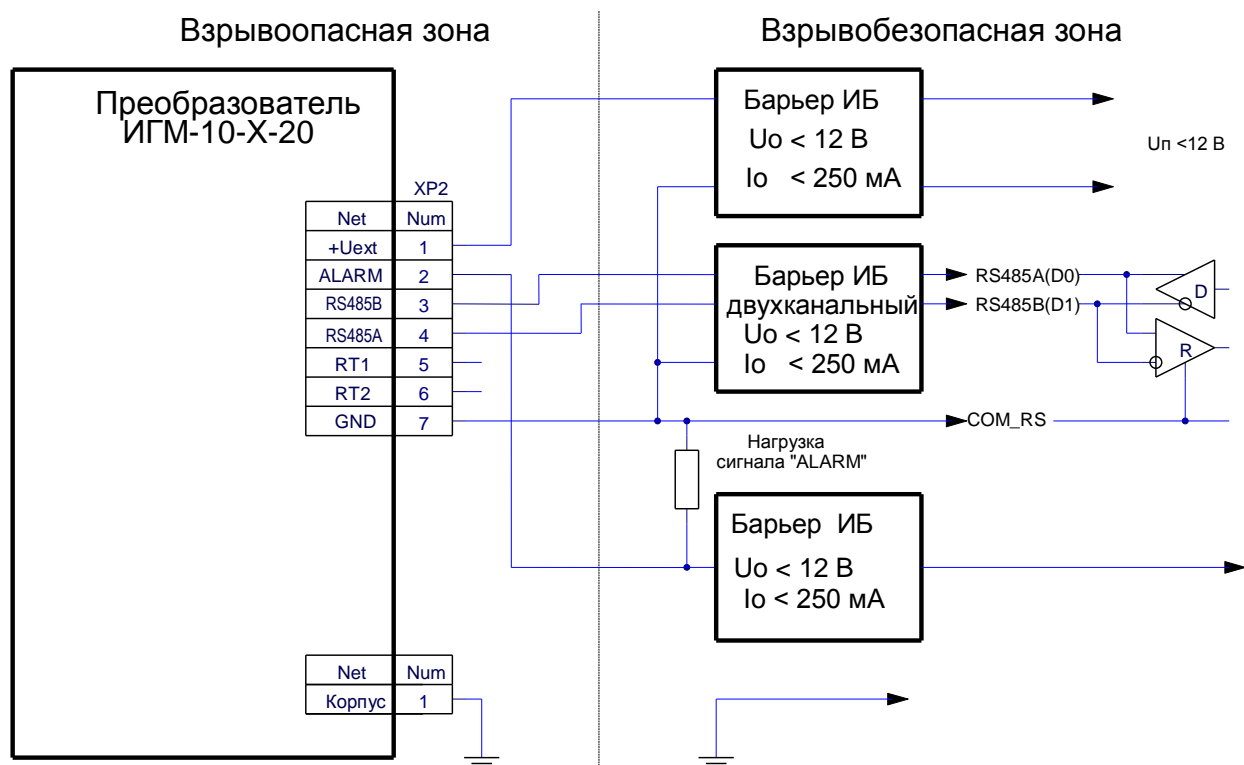 Взрывоопасная зона
Взрывобезопасная зона
Преобразователь
ИГМ-10-Х-20
XP2
Net Num
+Uext 1
ALARM 2
RS485B 3
RS485A 4
RT1 5
RT2 6
GND 7
Барьер ИБ
Uo < 12 В
Io < 250 мА
Uп <12 В
Барьер ИБ
двухканальный
Uo < 12 В
Io < 250 мА
RS485A(D0)
RS485B(D1)
D
R
COM_RS
Нагрузка
сигнала "ALARM"
Барьер ИБ
Uo < 12 В
Io < 250 мА
Net Num
Корпус 1